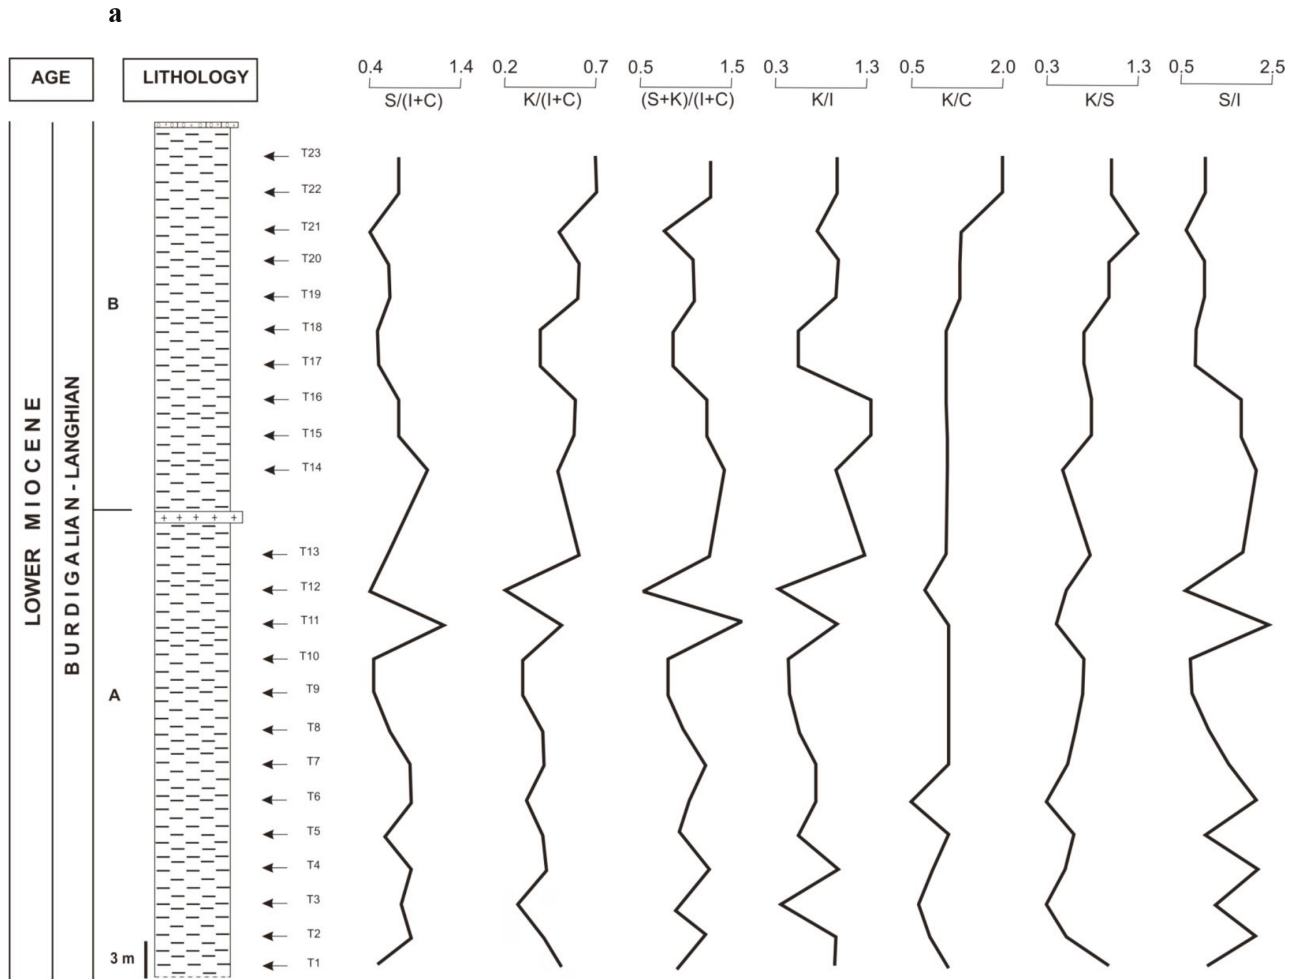 a
AGE
LITHOLOGY
0.4 1.4
S/(I+C)
0.2 0.7
K/(I+C)
0.5 1.5
(S+K)/(I+C)
0.3 1.3
K/I
0.5 2.0
K/C
0.3 1.3
K/S
0.5 2.5
S/I
LOWER MIOCENE
BURDIGALIAN - LANGHIAN
B
A
3 m
T23
T22
T21
T20
T19
T18
T17
T16
T15
T14
T13
T12
T11
T10
T9
T8
T7
T6
T5
T4
T3
T2
T1